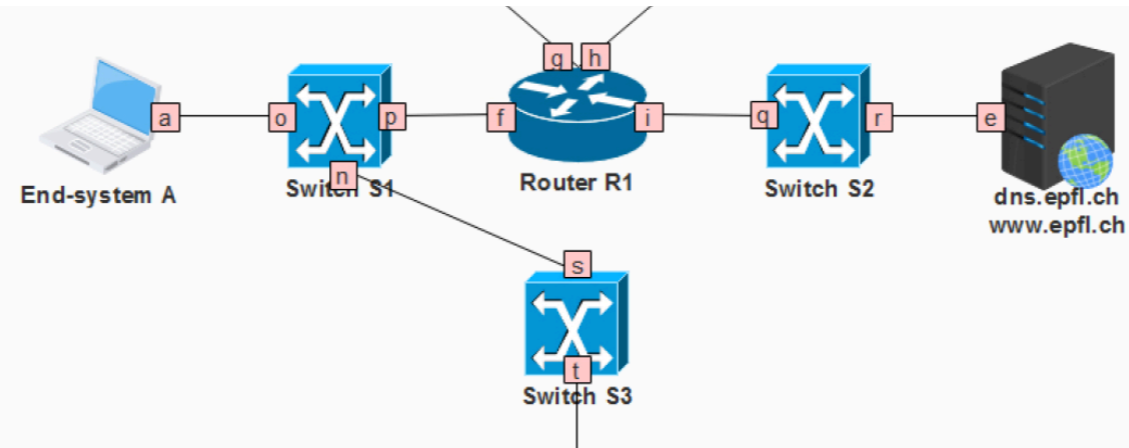 g h
a o p f i q r e
n
End-system A Switch S1 Router R1 Switch S2 dns.epfl.ch
www.epfl.ch
s
t
Switch S3